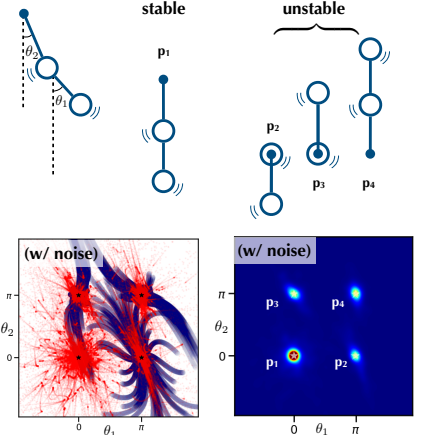 stable
unstable
θ₂
θ₁
p₁
p₂
p₃
p₄
(w/ noise)
π
θ₂
0
0
θ₁
π
(w/ noise)
p₃
p₄
π
θ₂
p₁
p₂
0
0
θ₁
π